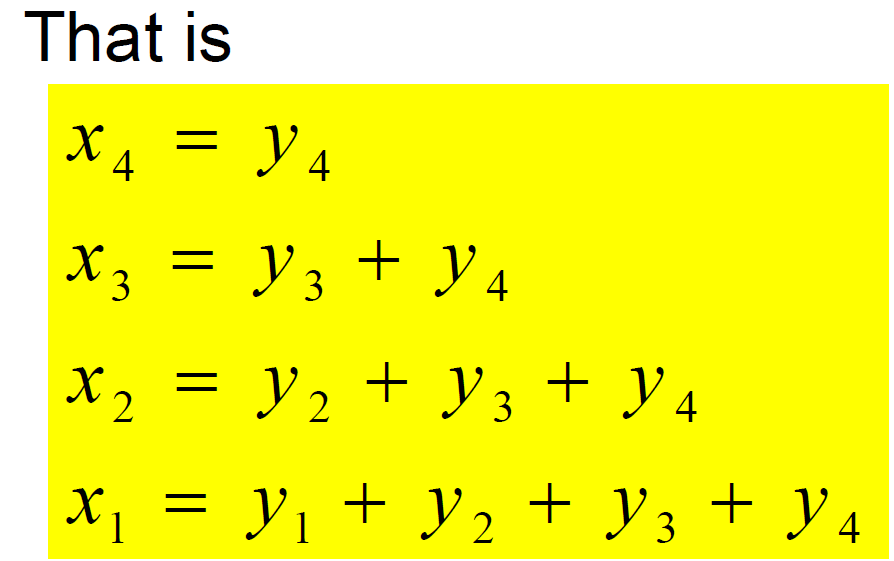 That is
x₄ = y₄
x₃ = y₃ + y₄
x₂ = y₂ + y₃ + y₄
x₁ = y₁ + y₂ + y₃ + y₄